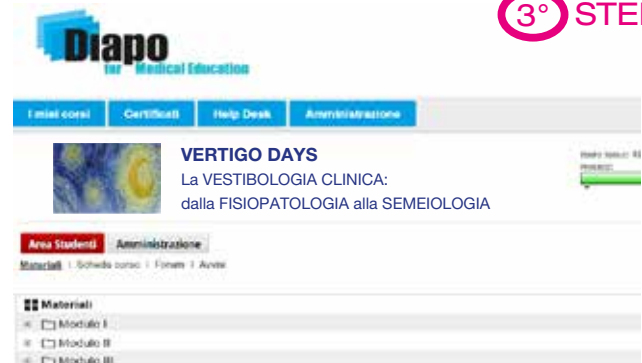 3° STE
Diapo
for Medical Education
I miei corsi Certificati Help Desk Amministrazione
VERTIGO DAYS
La VESTIBOLOGIA CLINICA:
dalla FISIOPATOLOGIA alla SEMEIOLOGIA
Area Studenti Amministrazione
Materiali | Scheda corso | Forum | Avvisi
Materiali
Modulo I
Modulo II
Modulo III